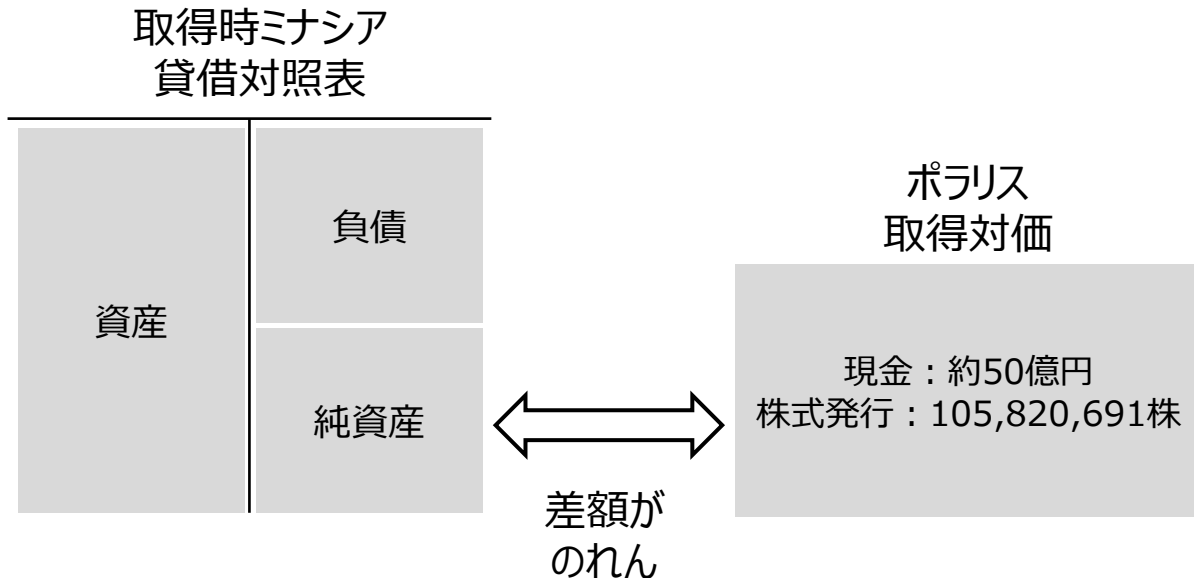 取得時ミナシア
貸借対照表
資産
負債
純資産
差額が
のれん
ポラリス
取得対価
現金：約50億円
株式発行：105,820,691株